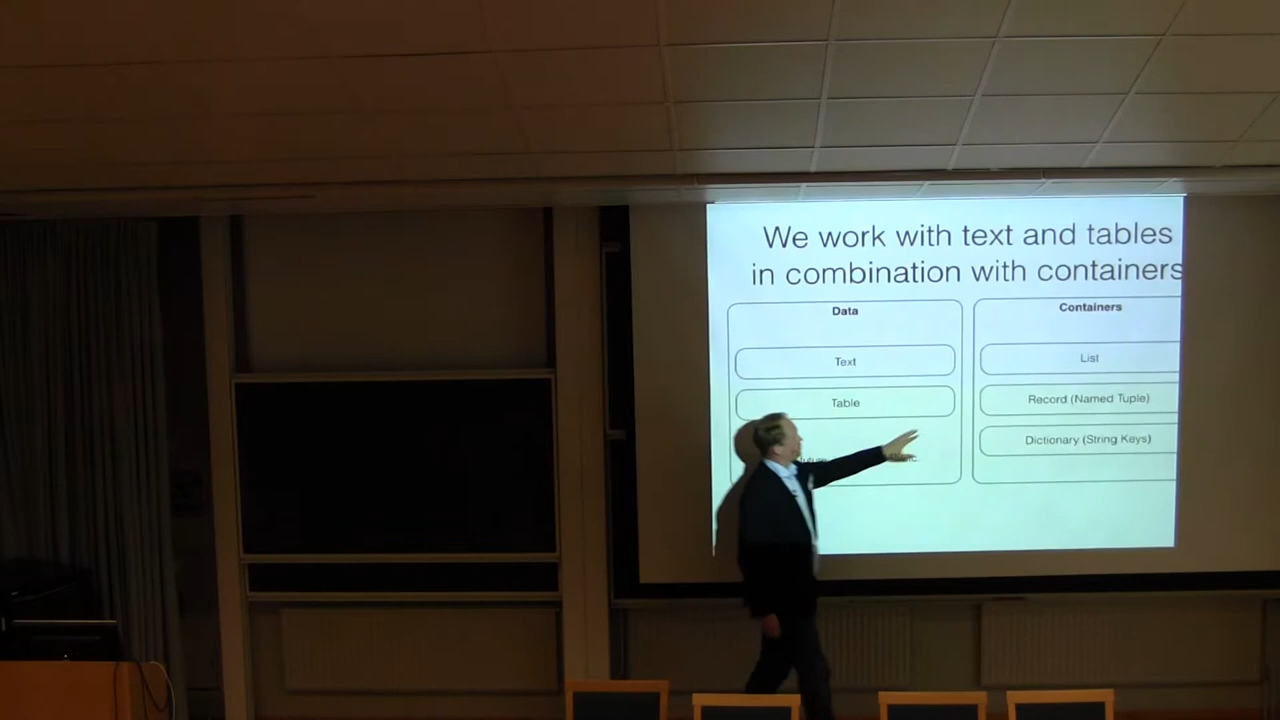 We work with text and tables
in combination with containers
Data
Text
Table
Containers
List
Record (Named Tuple)
Dictionary (String Keys)